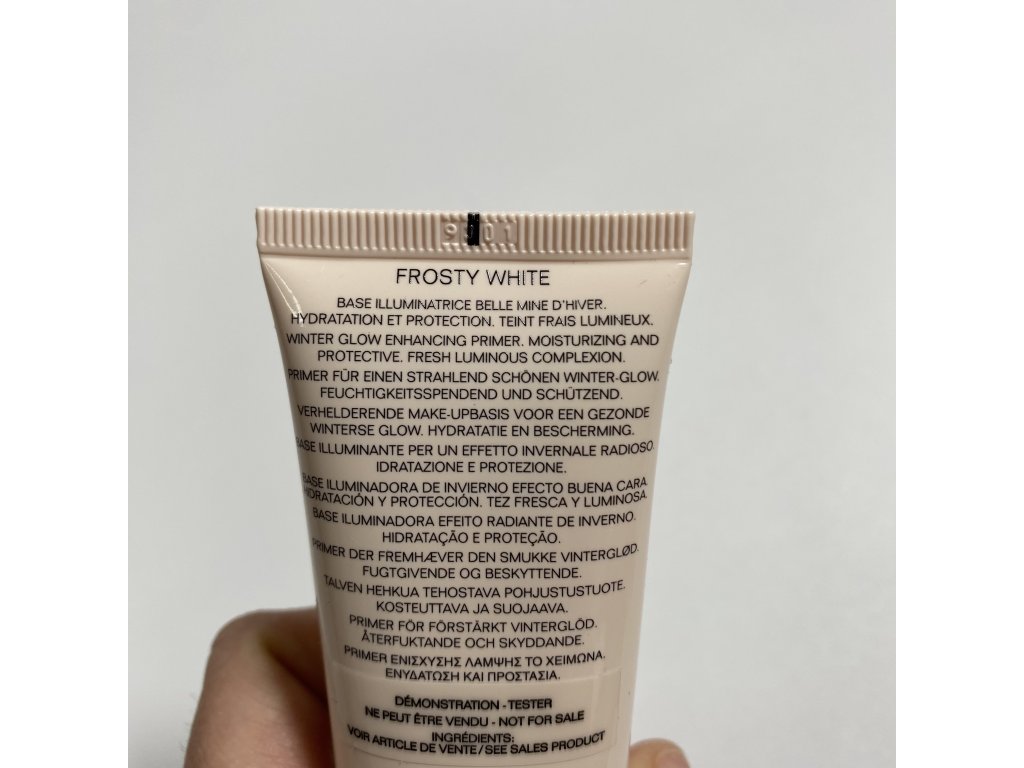 FROSTY WHITE
BASE ILLUMINATRICE BELLE MINE D'HIVER.
HYDRATATION ET PROTECTION. TEINT FRAIS LUMINEUX.
WINTER GLOW ENHANCING PRIMER. MOISTURIZING AND
PROTECTIVE. FRESH LUMINOUS COMPLEXION.
PRIMER FÜR EINEN STRAHLEND SCHÖNEN WINTER-GLOW.
FEUCHTIGKEITSSPENDEND UND SCHÜTZEND.
VERHELDERENDE MAKE-UPBASIS VOOR EEN GEZONDE
WINTERSE GLOW. HYDRATATIE EN BESCHERMING.
BASE ILLUMINANTE PER UN EFFETTO INVERNALE RADIOSO.
IDRATAZIONE E PROTEZIONE.
BASE ILUMINADORA DE INVIERNO EFECTO BUENA CARA.
HIDRATACIÓN Y PROTECCIÓN. TEZ FRESCA Y LUMINOSA.
BASE ILUMINADORA EFEITO RADIANTE DE INVERNO.
HIDRATAÇÃO E PROTEÇÃO.
PRIMER DER FREMHÆVER DEN SMUKKE VINTERGLØD.
FUGTGIVENDE OG BESKYTTENDE.
TALVEN HEHKUA TEHOSTAVA POHJUSTUSTUOTE.
KOSTEUTTAVA JA SUOJAAVA.
PRIMER FÖR FÖRSTÄRKT VINTERGLÖD.
ÅTERFUKTANDE OCH SKYDDANDE.
PRIMER ΕΝΙΣΧΥΣΗΣ ΛΑΜΨΗΣ ΤΟ ΧΕΙΜΩΝΑ.
ΕΝΥΔΑΤΩΣΗ ΚΑΙ ΠΡΟΣΤΑΣΙΑ.
DÉMONSTRATION - TESTER
NE PEUT ÊTRE VENDU - NOT FOR SALE
INGRÉDIENTS:
VOIR ARTICLE DE VENTE/SEE SALES PRODUCT